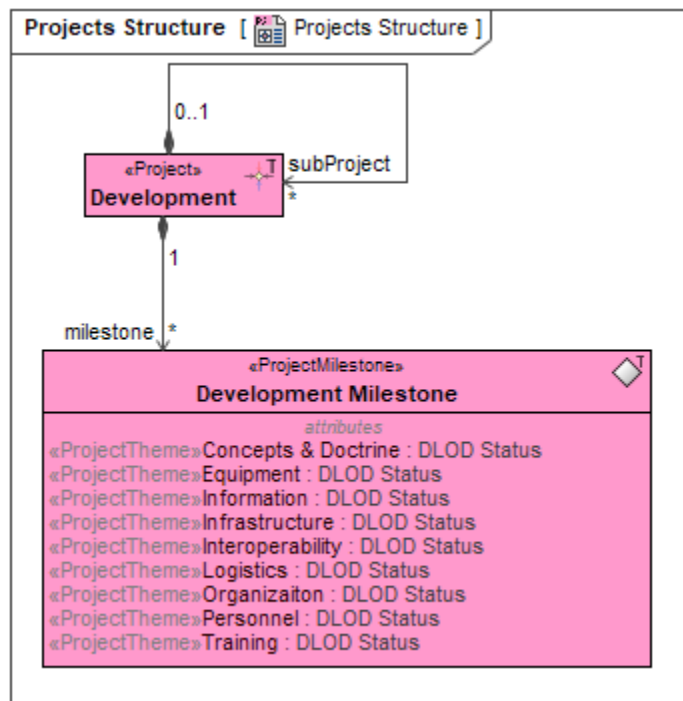 Projects Structure [ Projects Structure ]
0..1
«Project» T
Development
subProject
*
1
milestone *
«ProjectMilestone» T
Development Milestone
attributes
«ProjectTheme»Concepts & Doctrine : DLOD Status
«ProjectTheme»Equipment : DLOD Status
«ProjectTheme»Information : DLOD Status
«ProjectTheme»Infrastructure : DLOD Status
«ProjectTheme»Interoperability : DLOD Status
«ProjectTheme»Logistics : DLOD Status
«ProjectTheme»Organizaiton : DLOD Status
«ProjectTheme»Personnel : DLOD Status
«ProjectTheme»Training : DLOD Status